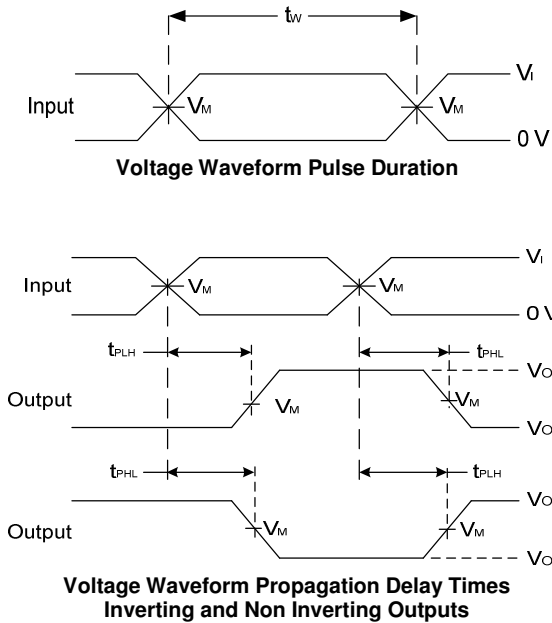 tw
VI
Input
VM
VM
0 V
Voltage Waveform Pulse Duration
VI
Input
VM
VM
0 V
tPLH
tPHL
VO
Output
VM
VM
VO
tPHL
tPLH
VO
Output
VM
VM
VO
Voltage Waveform Propagation Delay Times
Inverting and Non Inverting Outputs